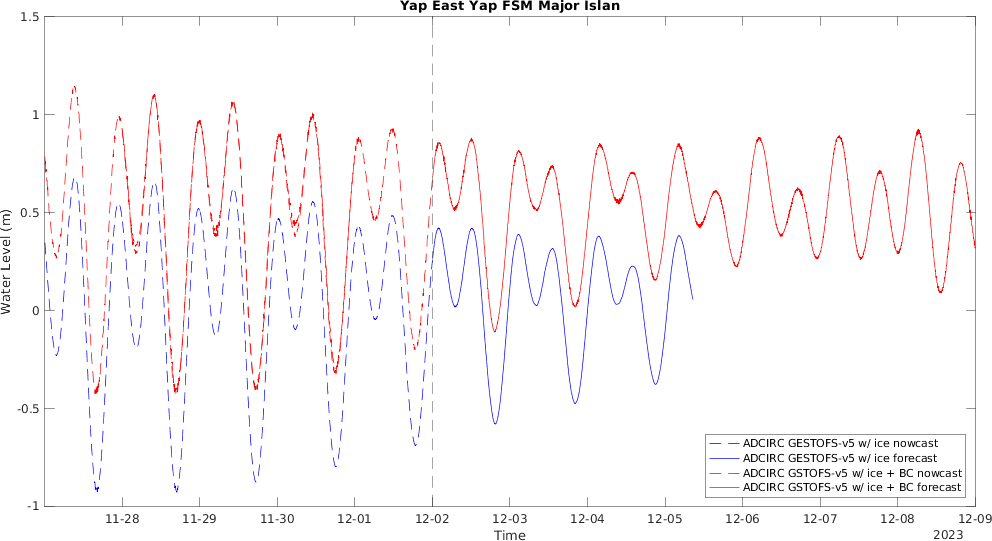 Yap East Yap FSM Major Islan
1.5
1
0.5
0
-0.5
-1
Water Level (m)
ADCIRC GESTOFS-v5 w/ ice nowcast
ADCIRC GESTOFS-v5 w/ ice forecast
ADCIRC GSTOFS-v5 w/ ice + BC nowcast
ADCIRC GSTOFS-v5 w/ ice + BC forecast
11-28 11-29 11-30 12-01 12-02 12-03 12-04 12-05 12-06 12-07 12-08 12-09
Time
2023